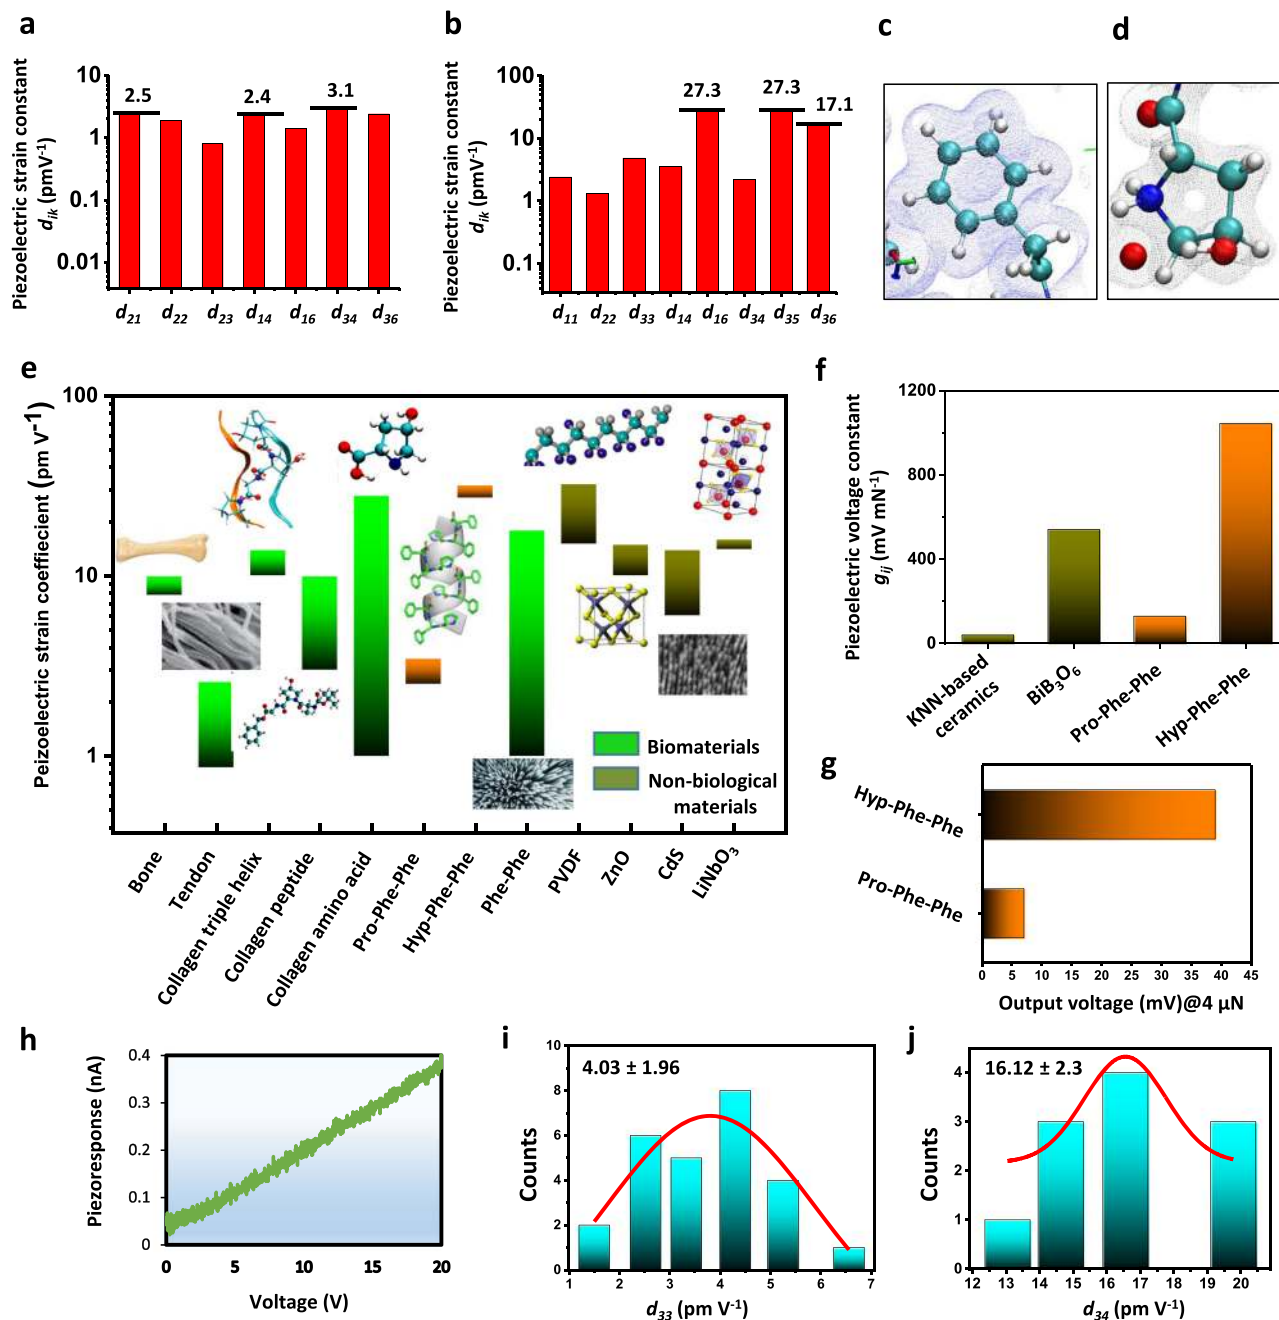 a
Piezoelectric strain constant
d_ik (pmV⁻¹)
10
1
0.1
0.01
2.5
2.4
3.1
d₂₁ d₂₂ d₂₃ d₁₄ d₁₆ d₃₄ d₃₆
b
Piezoelectric strain constant
d_ik (pmV⁻¹)
100
10
1
0.1
27.3
27.3
17.1
d₁₁ d₂₂ d₃₃ d₁₄ d₁₆ d₃₄ d₃₅ d₃₆
c
d
e
Peizoelectric strain coeffiecient (pm V⁻¹)
100
10
1
Biomaterials
Non-biological
materials
Bone
Tendon
Collagen triple helix
Collagen peptide
Collagen amino acid
Pro-Phe-Phe
Hyp-Phe-Phe
Phe-Phe
PVDF
ZnO
CdS
LiNbO₃
f
Piezoelectric voltage constant
g_ij (mV mN⁻¹)
1200
800
400
0
KNN-based
ceramics
BiB₃O₆
Pro-Phe-Phe
Hyp-Phe-Phe
g
Hyp-Phe-Phe
Pro-Phe-Phe
0 5 10 15 20 25 30 35 40 45
Output voltage (mV)@4 µN
h
Piezoresponse (nA)
0.4
0.3
0.2
0.1
0
0 5 10 15 20
Voltage (V)
i
4.03 ± 1.96
Counts
10
8
6
4
2
0
1 2 3 4 5 6 7
d₃₃ (pm V⁻¹)
j
16.12 ± 2.3
Counts
4
3
2
1
0
12 13 14 15 16 17 18 19 20
d₃₄ (pm V⁻¹)